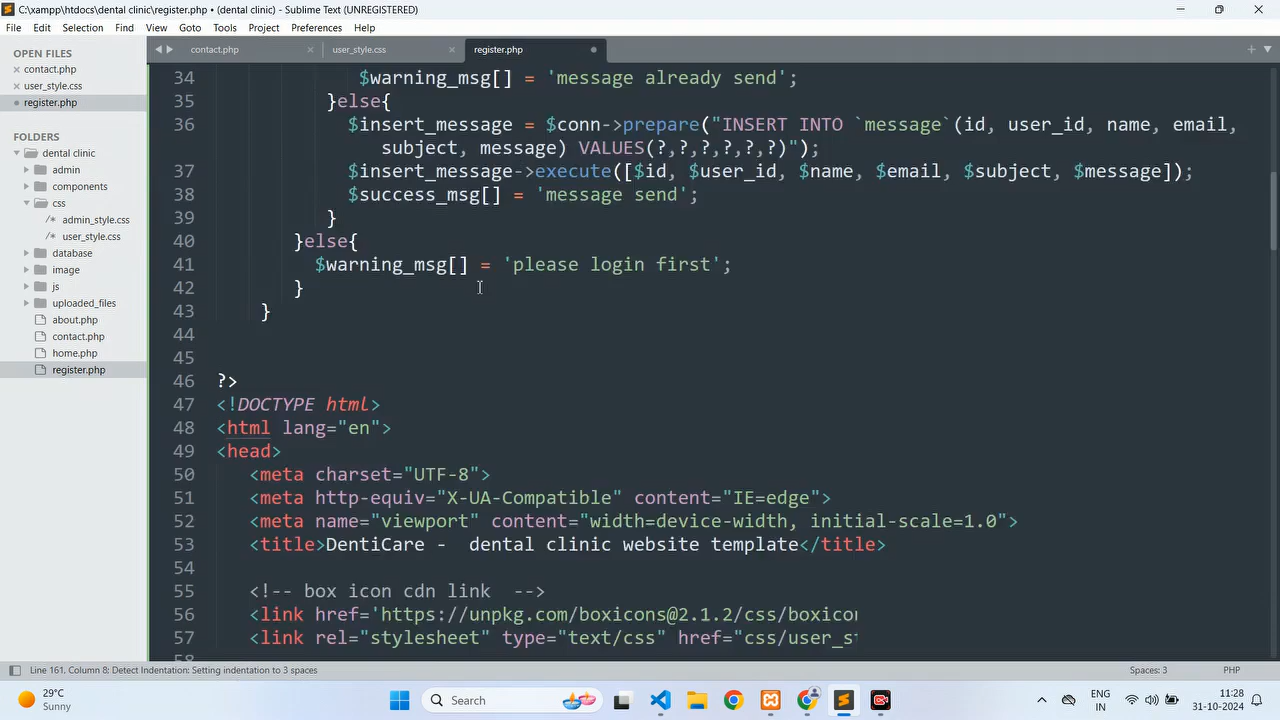 C:\xampp\htdocs\dental clinic\register.php • (dental clinic) - Sublime Text (UNREGISTERED)
File Edit Selection Find View Goto Tools Project Preferences Help
OPEN FILES
contact.php
user_style.css
register.php
FOLDERS
dental clinic
admin
components
css
admin_style.css
user_style.css
database
image
js
uploaded_files
about.php
contact.php
home.php
register.php
contact.php user_style.css register.php
34 $warning_msg[] = 'message already send';
35 }else{
36 $insert_message = $conn->prepare("INSERT INTO `message`(id, user_id, name, email,
subject, message) VALUES(?,?,?,?,?,?)");
37 $insert_message->execute([$id, $user_id, $name, $email, $subject, $message]);
38 $success_msg[] = 'message send';
39 }
40 }else{
41 $warning_msg[] = 'please login first';
42 }
43 }
44
45
46 ?>
47 <!DOCTYPE html>
48 <html lang="en">
49 <head>
50 <meta charset="UTF-8">
51 <meta http-equiv="X-UA-Compatible" content="IE=edge">
52 <meta name="viewport" content="width=device-width, initial-scale=1.0">
53 <title>DentiCare -  dental clinic website template</title>
54
55 <!-- box icon cdn link  -->
56 <link href='https://unpkg.com/boxicons@2.1.2/css/boxicon
57 <link rel="stylesheet" type="text/css" href="css/user_st
58
Line 161, Column 8; Detect Indentation: Setting indentation to 3 spaces
Spaces: 3 PHP
29°C
Sunny
Search
ENG
IN
11:28
31-10-2024